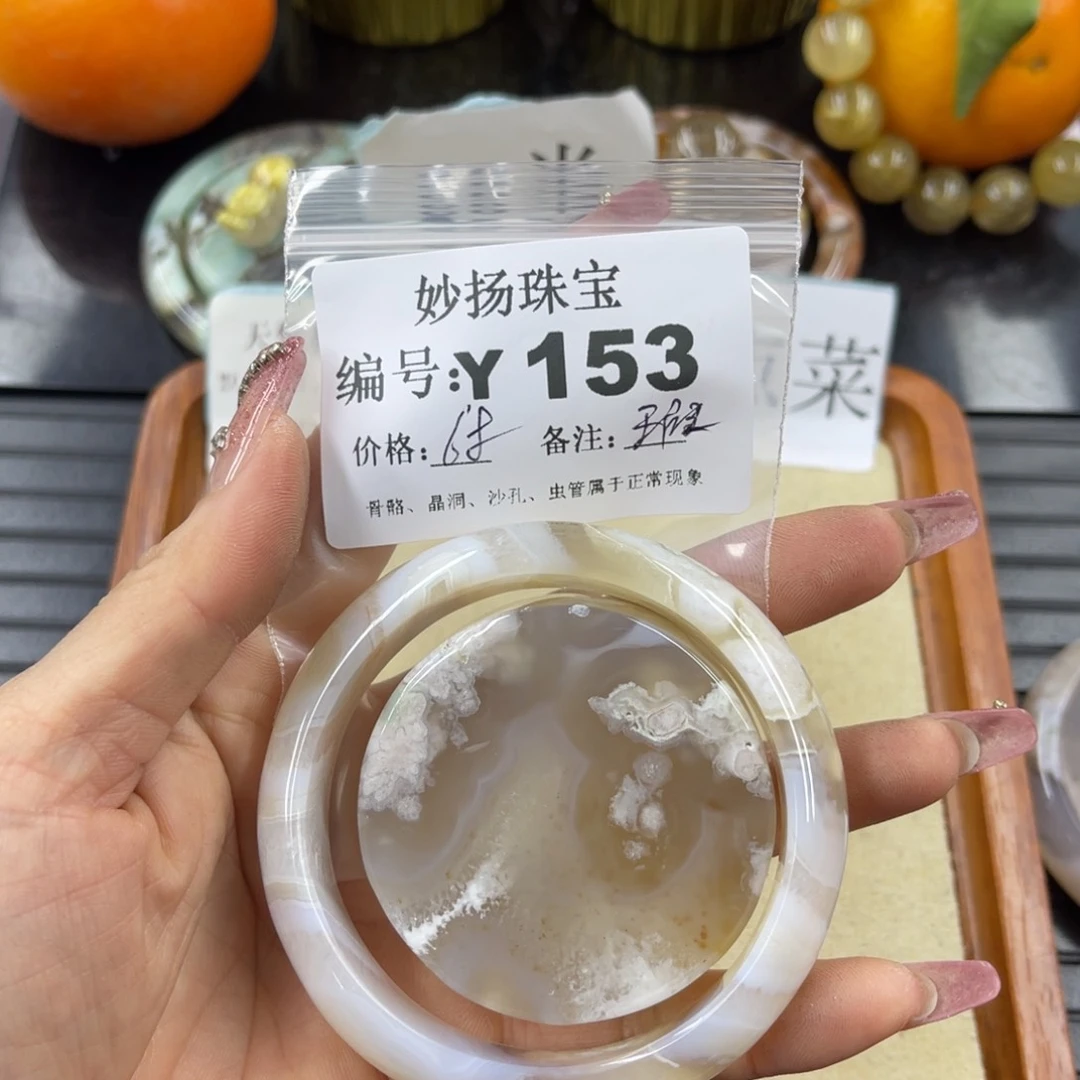 妙扬珠宝
编号:Y 153
价格: 备注:
骨骼、晶洞、沙孔、虫管属于正常现象
菜